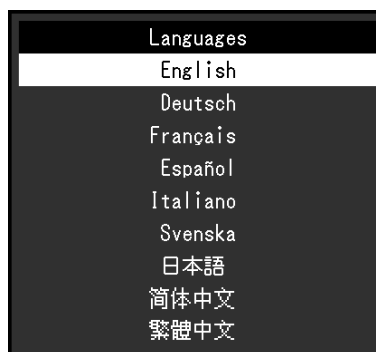 Languages
English
Deutsch
Français
Español
Italiano
Svenska
日本語
简体中文
繁體中文